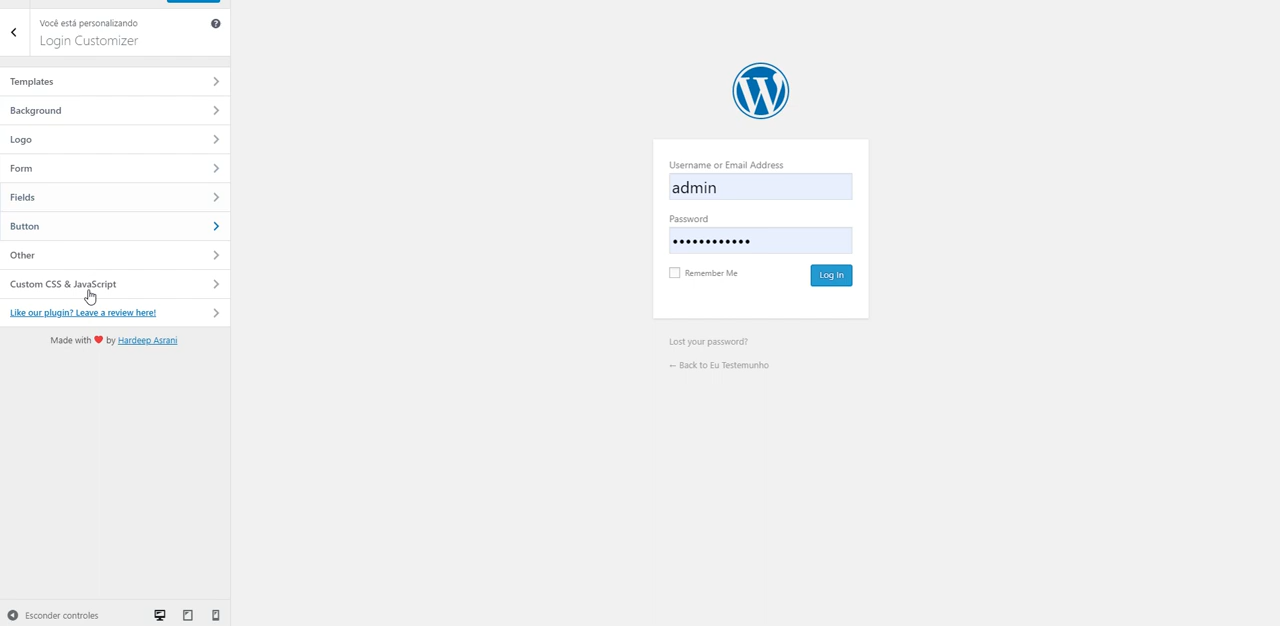 Você está personalizando
Login Customizer
Templates
Background
Logo
Form
Fields
Button
Other
Custom CSS & JavaScript
Like our plugin? Leave a review here!
Made with ❤ by Hardeep Asrani
Esconder controles
Username or Email Address
admin
Password
••••••••••••
Remember Me
Log In
Lost your password?
← Back to Eu Testemunho